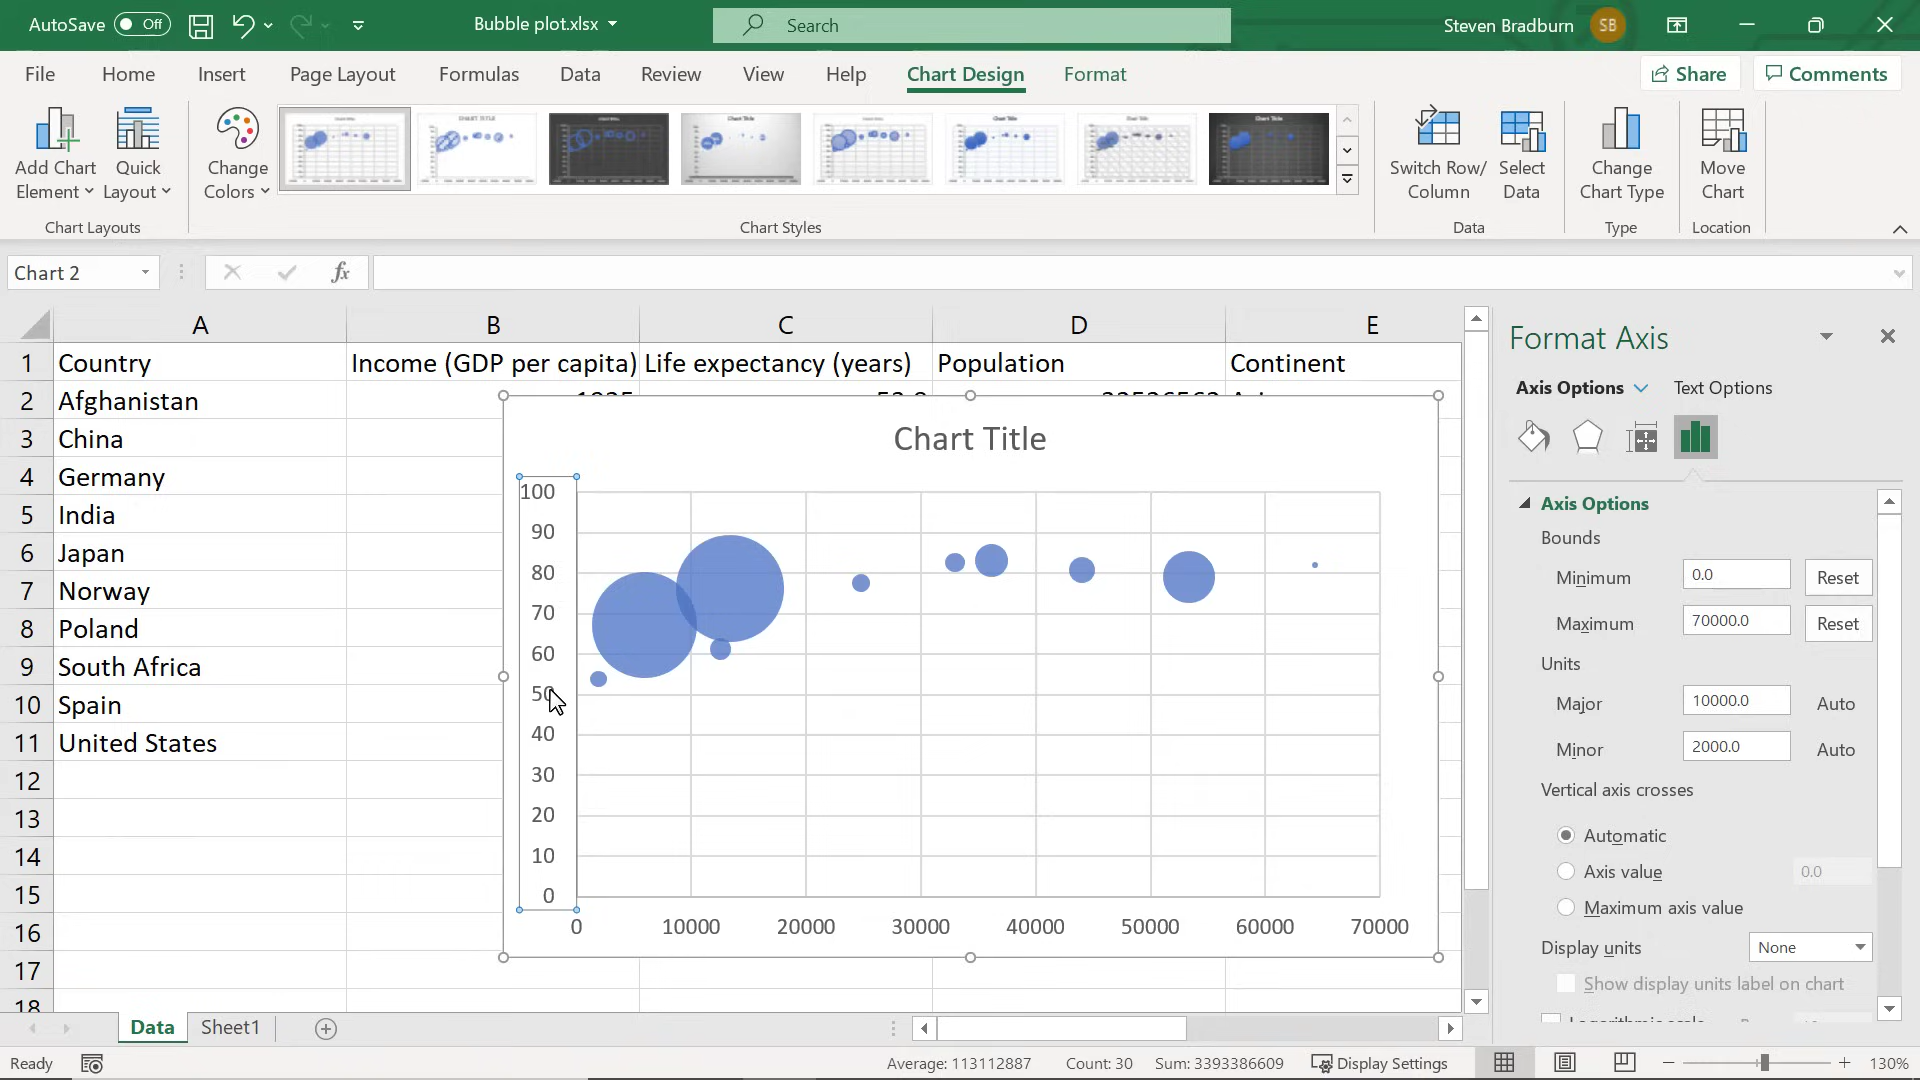 AutoSave Off Bubble plot.xlsx Search Steven Bradburn SB
File Home Insert Page Layout Formulas Data Review View Help Chart Design Format Share Comments
Add Chart Element
Quick Layout
Change Colors
Switch Row/ Column
Select Data
Change Chart Type
Move Chart
Chart Layouts Chart Styles Data Type Location
Chart 2 fx
A B C D E
1 Country Income (GDP per capita) Life expectancy (years) Population Continent
2 Afghanistan
3 China
4 Germany
5 India
6 Japan
7 Norway
8 Poland
9 South Africa
10 Spain
11 United States
12
13
14
15
16
17
18
Chart Title
100
90
80
70
60
50
40
30
20
10
0
0 10000 20000 30000 40000 50000 60000 70000
Format Axis
Axis Options Text Options
Axis Options
Bounds
Minimum 0.0 Reset
Maximum 70000.0 Reset
Units
Major 10000.0 Auto
Minor 2000.0 Auto
Vertical axis crosses
Automatic
Axis value 0.0
Maximum axis value
Display units None
Show display units label on chart
Data Sheet1
Ready Average: 113112887 Count: 30 Sum: 3393386609 Display Settings 130%